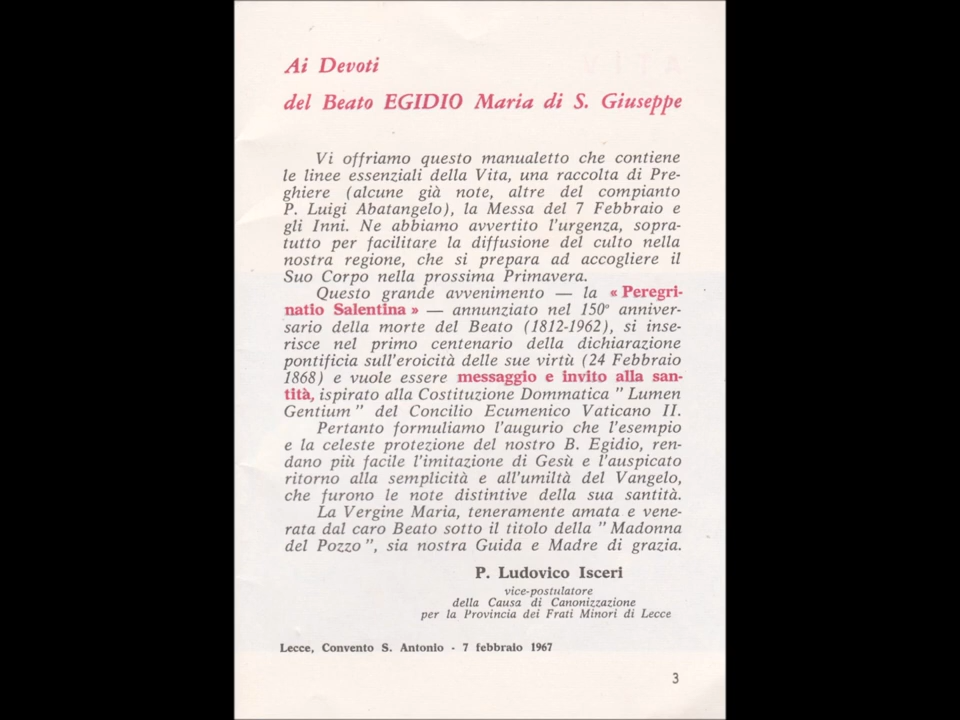 Ai Devoti
del Beato EGIDIO Maria di S. Giuseppe
Vi offriamo questo manualetto che contiene
le linee essenziali della Vita, una raccolta di Pre-
ghiere (alcune già note, altre del compianto
P. Luigi Abatangelo), la Messa del 7 Febbraio e
gli Inni. Ne abbiamo avvertito l'urgenza, sopra-
tutto per facilitare la diffusione del culto nella
nostra regione, che si prepara ad accogliere il
Suo Corpo nella prossima Primavera.
Questo grande avvenimento — la « Peregri-
natio Salentina » — annunziato nel 150° anniver-
sario della morte del Beato (1812-1962), si inse-
risce nel primo centenario della dichiarazione
pontificia sull'eroicità delle sue virtù (24 Febbraio
1868) e vuole essere messaggio e invito alla san-
tità, ispirato alla Costituzione Dommatica " Lumen
Gentium " del Concilio Ecumenico Vaticano II.
Pertanto formuliamo l'augurio che l'esempio
e la celeste protezione del nostro B. Egidio, ren-
dano più facile l'imitazione di Gesù e l'auspicato
ritorno alla semplicità e all'umiltà del Vangelo,
che furono le note distintive della sua santità.
La Vergine Maria, teneramente amata e vene-
rata dal caro Beato sotto il titolo della " Madonna
del Pozzo ", sia nostra Guida e Madre di grazia.
P. Ludovico Isceri
vice-postulatore
della Causa di Canonizzazione
per la Provincia dei Frati Minori di Lecce
Lecce, Convento S. Antonio - 7 febbraio 1967
3